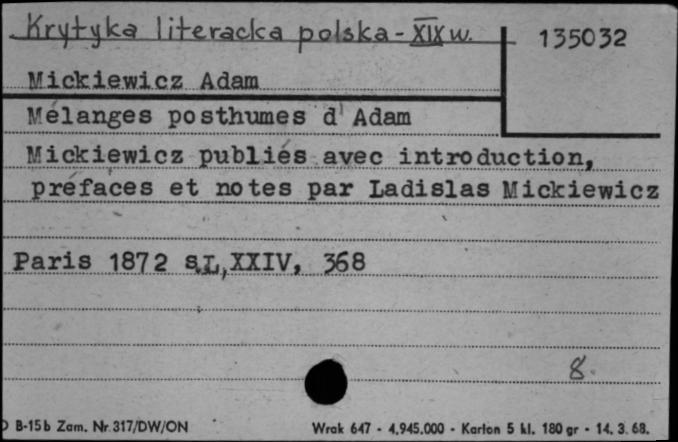 Krytyka literacka polska - XIX w.
135032
Mickiewicz Adam
Mélanges posthumes d'Adam
Mickiewicz publiés avec introduction,
préfaces et notes par Ladislas Mickiewicz
Paris 1872 s.L,XXIV, 368
8.
B-15b Zam. Nr 317/DW/ON
Wrak 647 - 4.945.000 - Karton 5 kl. 180 gr - 14. 3. 68.